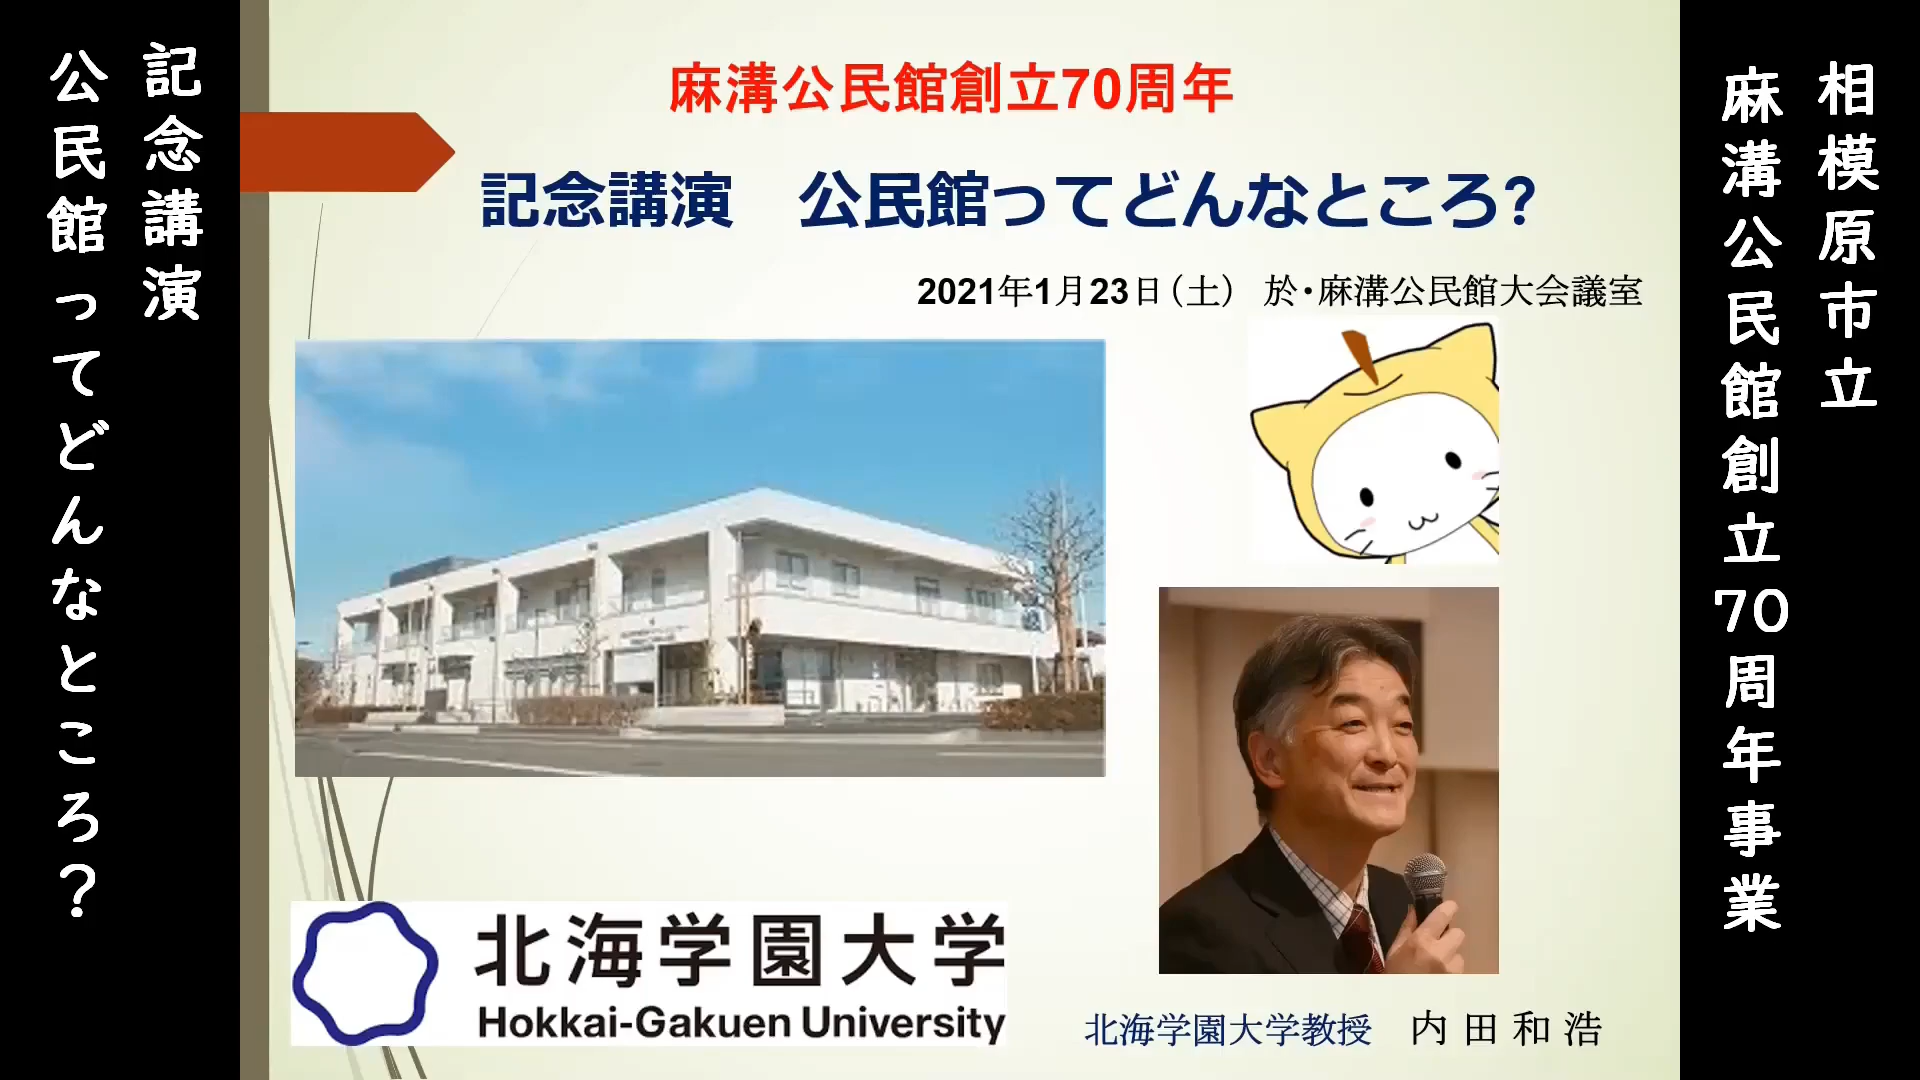 相模原市立
麻溝公民館創立70周年事業
麻溝公民館創立70周年
記念講演　公民館ってどんなところ?
2021年1月23日（土）　於・麻溝公民館大会議室
北海学園大学
Hokkai-Gakuen University
北海学園大学教授　内 田 和 浩
記念講演
公民館ってどんなところ？